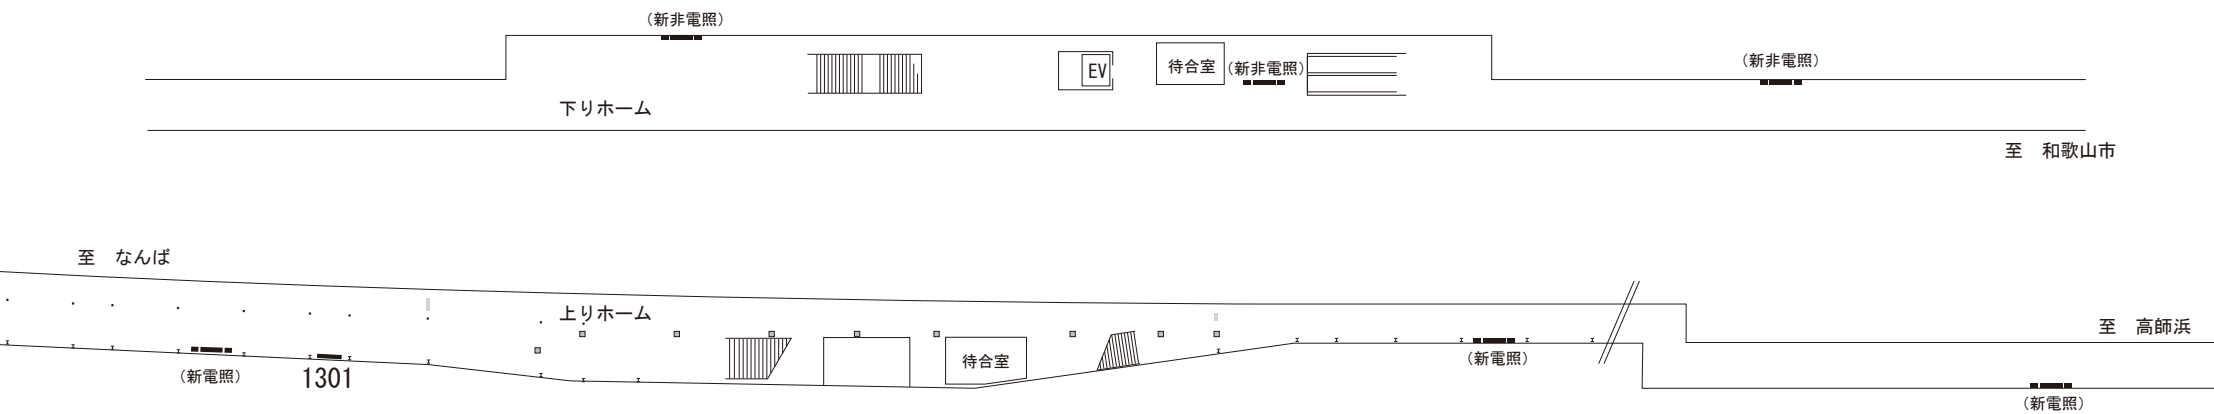 （新非電照）
EV
待合室
（新非電照）
（新非電照）
下りホーム
至　和歌山市
至　なんば
上りホーム
至　高師浜
（新電照）
1301
待合室
（新電照）
（新電照）